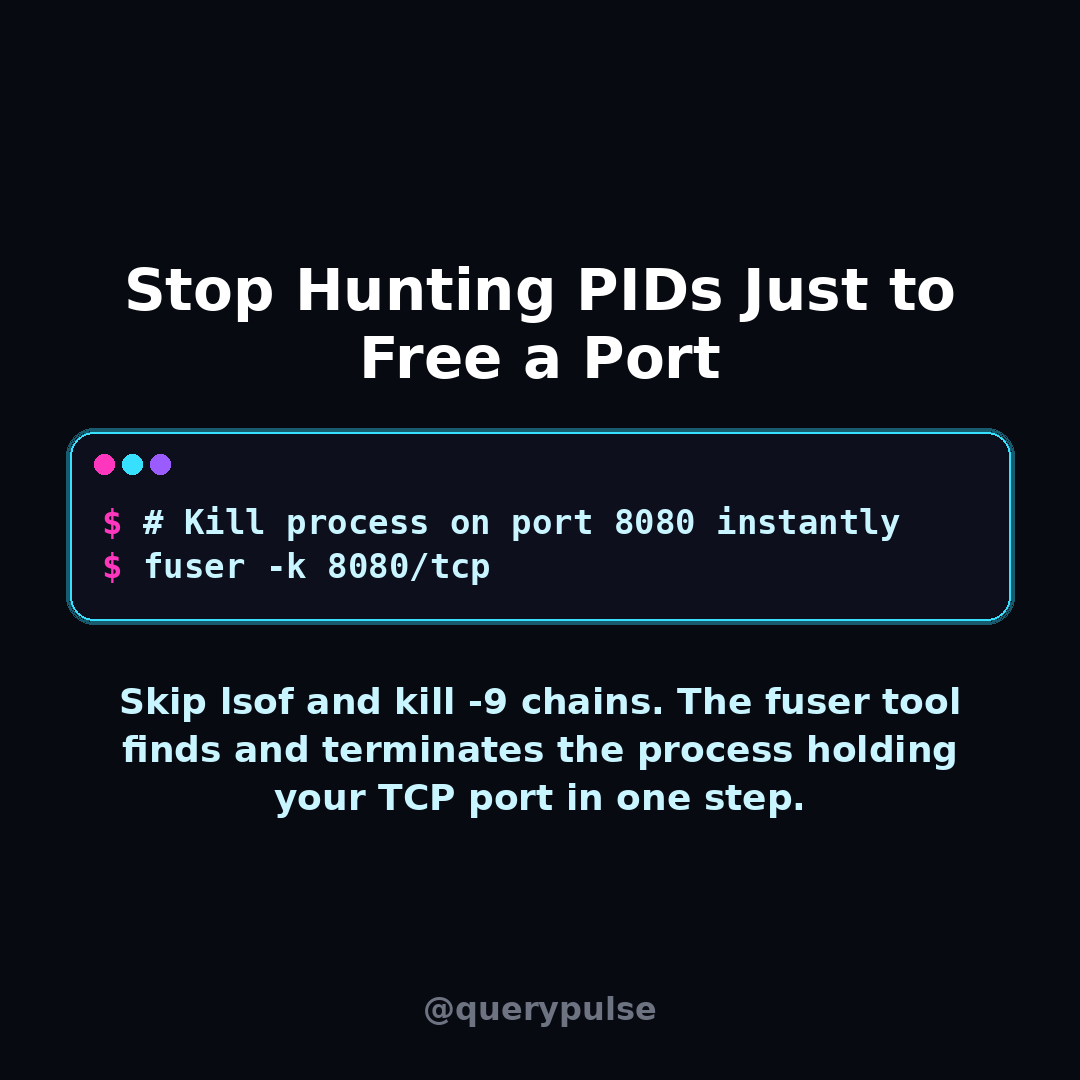 Stop Hunting PIDs Just to
Free a Port
$ # Kill process on port 8080 instantly
$ fuser -k 8080/tcp
Skip lsof and kill -9 chains. The fuser tool
finds and terminates the process holding
your TCP port in one step.
@querypulse